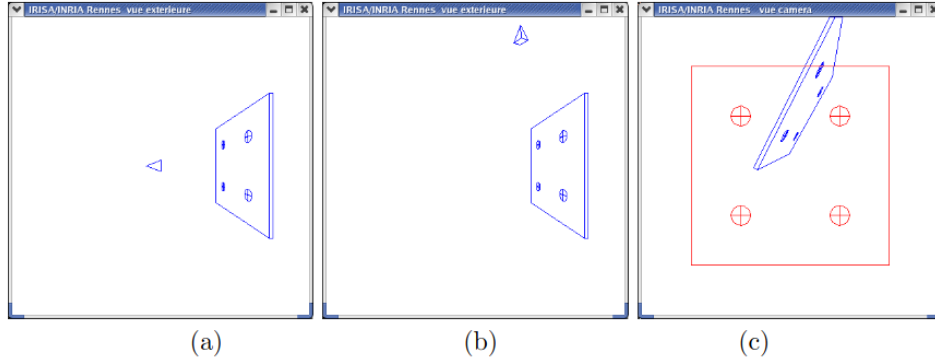 IRISA/INRIA Rennes vue exterieure
IRISA/INRIA Rennes vue exterieure
IRISA/INRIA Rennes vue camera
(a)
(b)
(c)